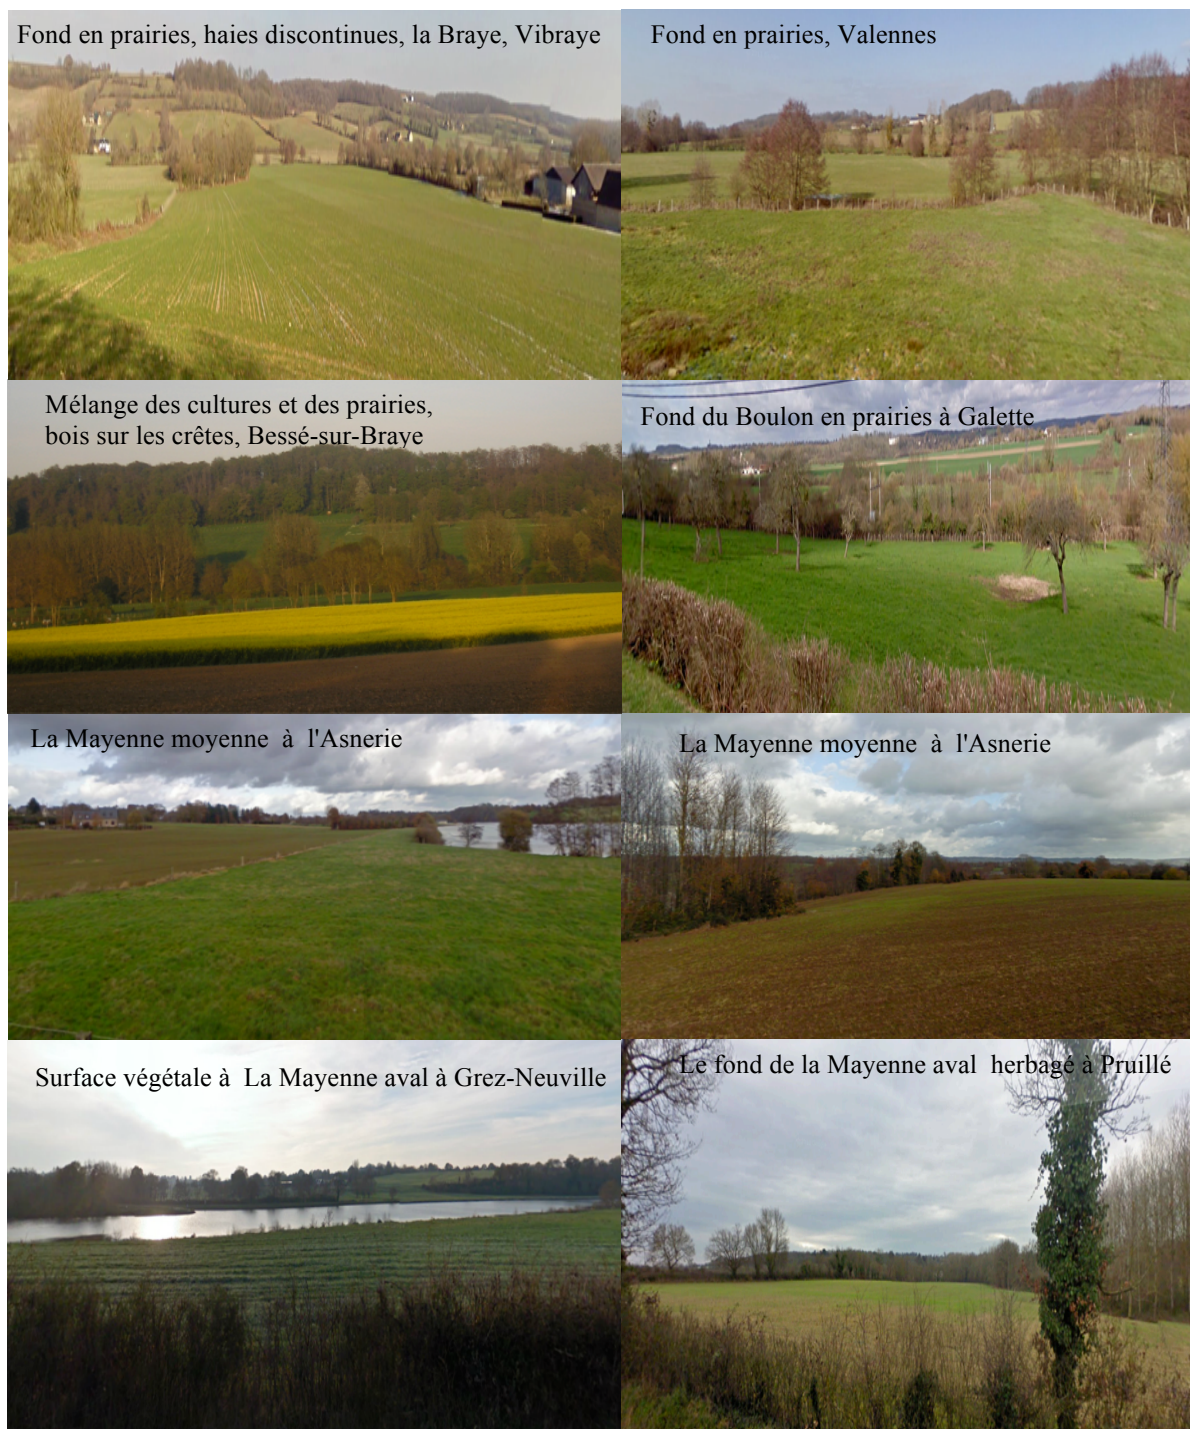 Fond en prairies, haies discontinues, la Braye, Vibraye
Fond en prairies, Valennes
Mélange des cultures et des prairies,
bois sur les crêtes, Bessé-sur-Braye
Fond du Boulon en prairies à Galette
La Mayenne moyenne à l'Asnerie
La Mayenne moyenne à l'Asnerie
Surface végétale à La Mayenne aval à Grez-Neuville
Le fond de la Mayenne aval herbagé à Pruillé